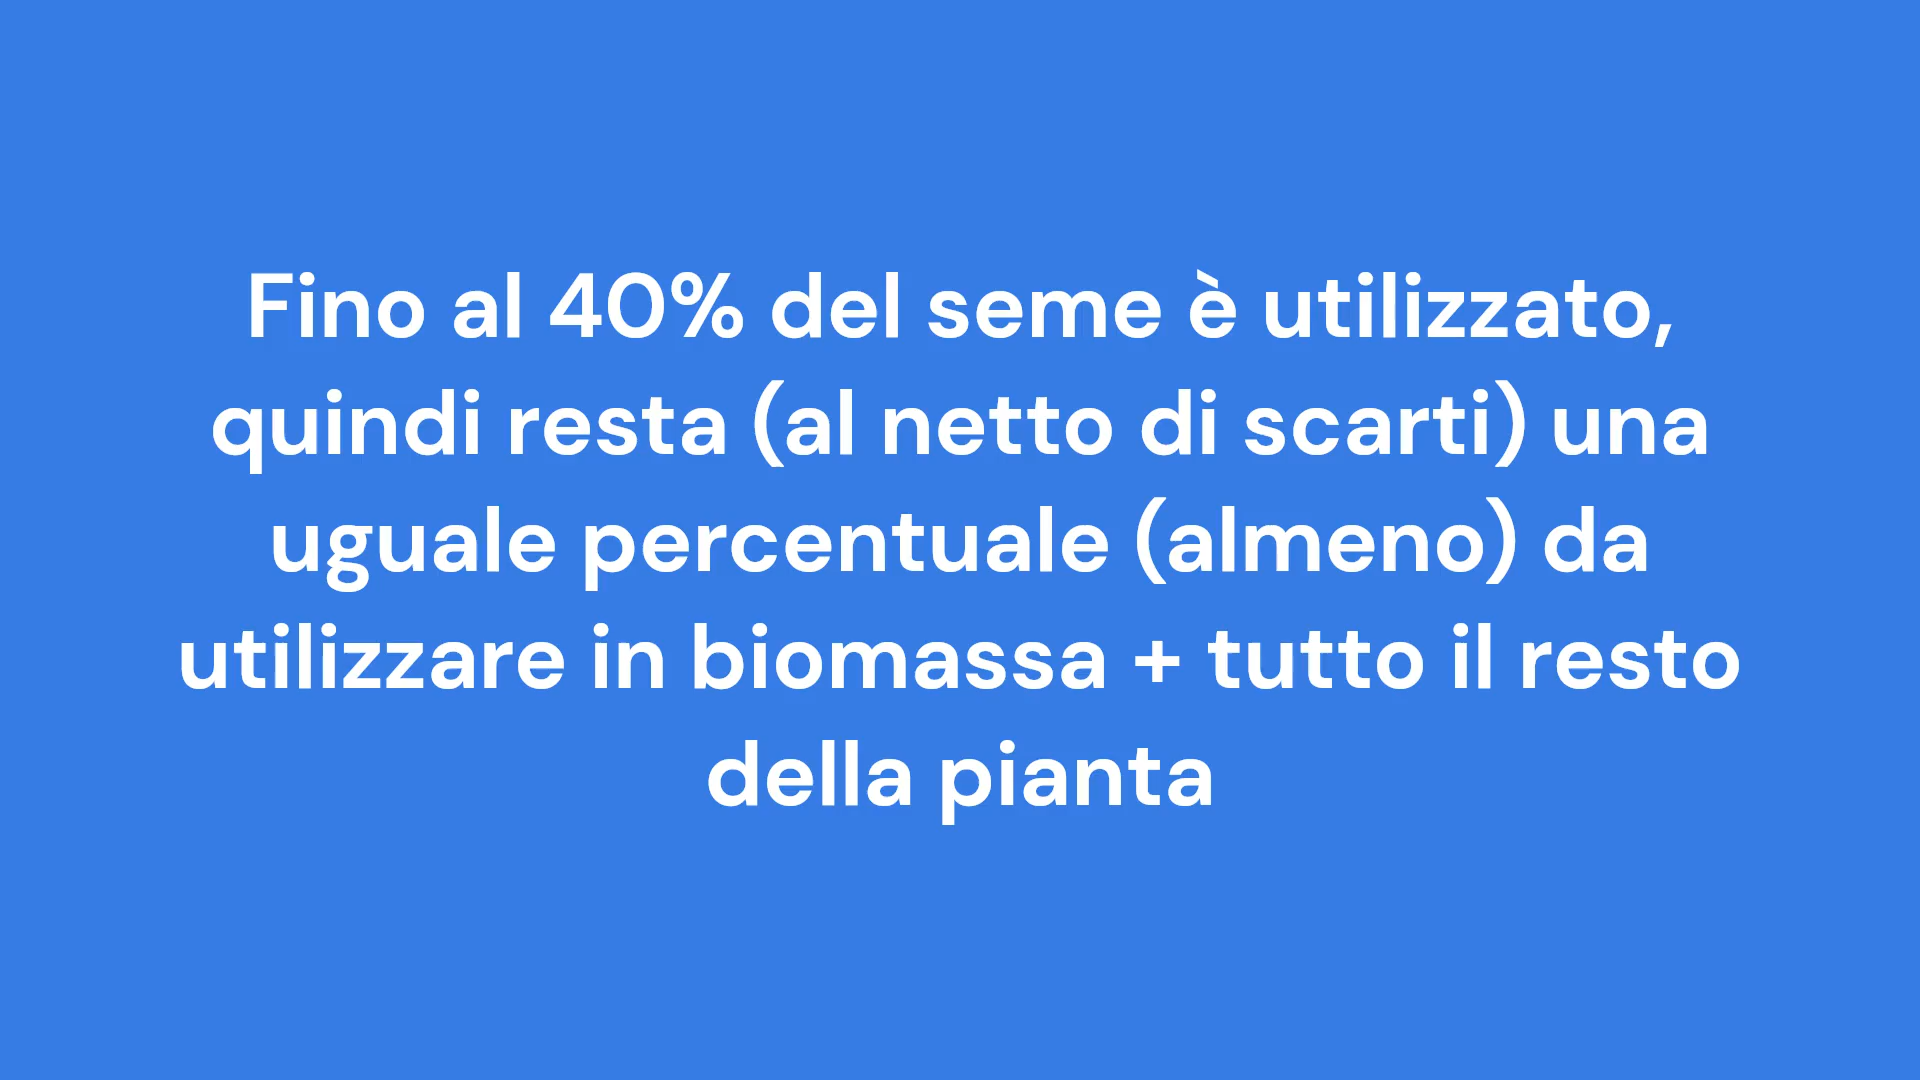 Fino al 40% del seme è utilizzato,
quindi resta (al netto di scarti) una
uguale percentuale (almeno) da
utilizzare in biomassa + tutto il resto
della pianta